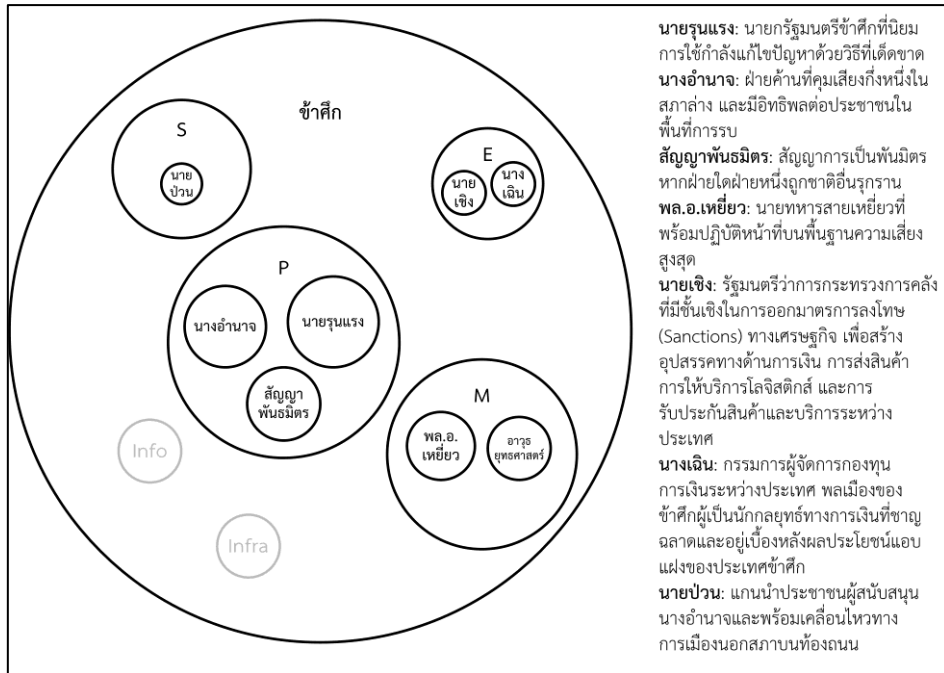 ข้าศึก
S
นาย
ป่วน
E
นาย
เชิง
นาง
เฉิน
P
นางอำนาจ
นายรุนแรง
สัญญา
พันธมิตร
M
พล.อ.
เหยี่ยว
อาวุธ
ยุทธศาสตร์
Info
Infra
นายรุนแรง: นายกรัฐมนตรีข้าศึกที่นิยม
การใช้กำลังแก้ไขปัญหาด้วยวิธีที่เด็ดขาด
นางอำนาจ: ฝ่ายค้านที่คุมเสียงกึ่งหนึ่งใน
สภาล่าง และมีอิทธิพลต่อประชาชนใน
พื้นที่การรบ
สัญญาพันธมิตร: สัญญาการเป็นพันมิตร
หากฝ่ายใดฝ่ายหนึ่งถูกชาติอื่นรุกราน
พล.อ.เหยี่ยว: นายทหารสายเหยี่ยวที่
พร้อมปฏิบัติหน้าที่บนพื้นฐานความเสี่ยง
สูงสุด
นายเชิง: รัฐมนตรีว่าการกระทรวงการคลัง
ที่มีชั้นเชิงในการออกมาตรการลงโทษ
(Sanctions) ทางเศรษฐกิจ เพื่อสร้าง
อุปสรรคทางด้านการเงิน การส่งสินค้า
การให้บริการโลจิสติกส์ และการ
รับประกันสินค้าและบริการระหว่าง
ประเทศ
นางเฉิน: กรรมการผู้จัดการกองทุน
การเงินระหว่างประเทศ พลเมืองของ
ข้าศึกผู้เป็นนักกลยุทธ์ทางการเงินที่ชาญ
ฉลาดและอยู่เบื้องหลังผลประโยชน์แอบ
แฝงของประเทศข้าศึก
นายป่วน: แกนนำประชาชนผู้สนับสนุน
นางอำนาจและพร้อมเคลื่อนไหวทาง
การเมืองนอกสภาบนท้องถนน